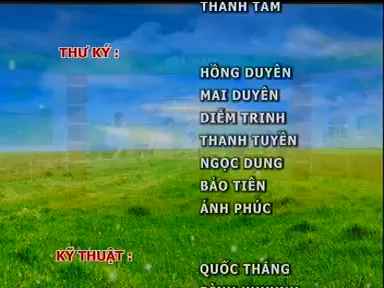 THANH TÂM
THƯ KÝ :
HỒNG DUYÊN
MAI DUYÊN
DIỄM TRINH
THANH TUYỀN
NGỌC DUNG
BẢO TIÊN
ÁNH PHÚC
KỸ THUẬT :
QUỐC THẮNG